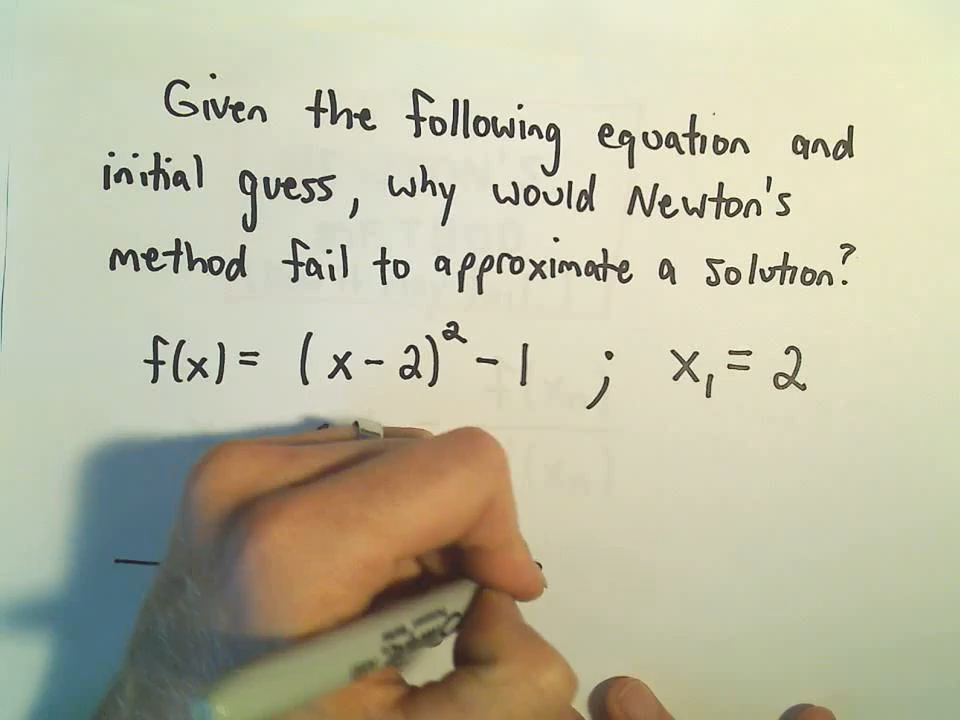 Given the following equation and
initial guess, why would Newton's
method fail to approximate a solution?
f(x) = (x-2)² - 1 ; x₁ = 2